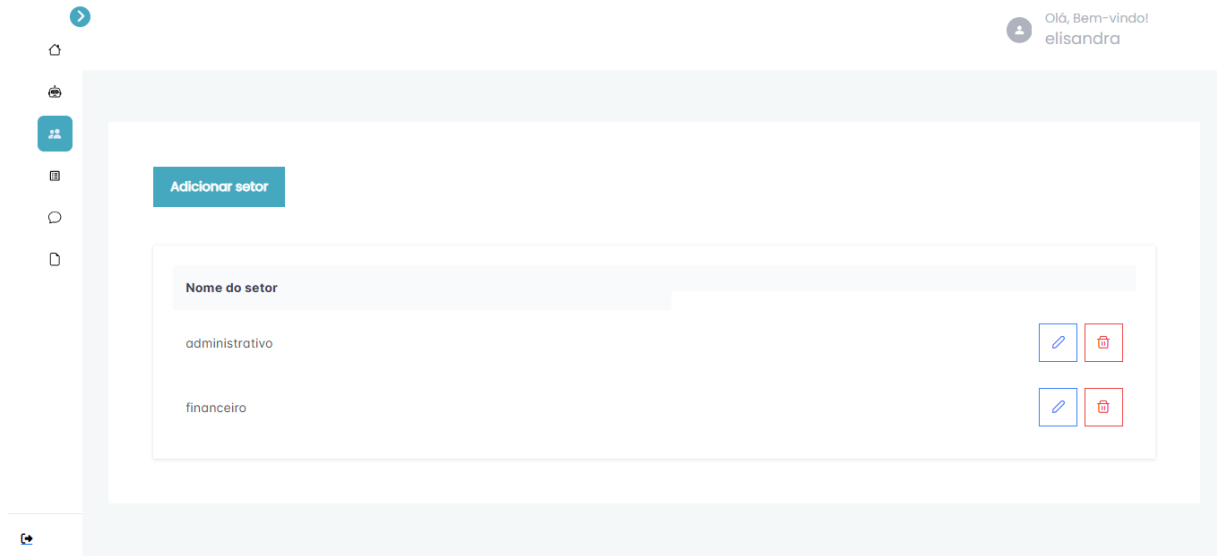 Olá, Bem-vindo!
elisandra
Adicionar setor
Nome do setor
administrativo
financeiro